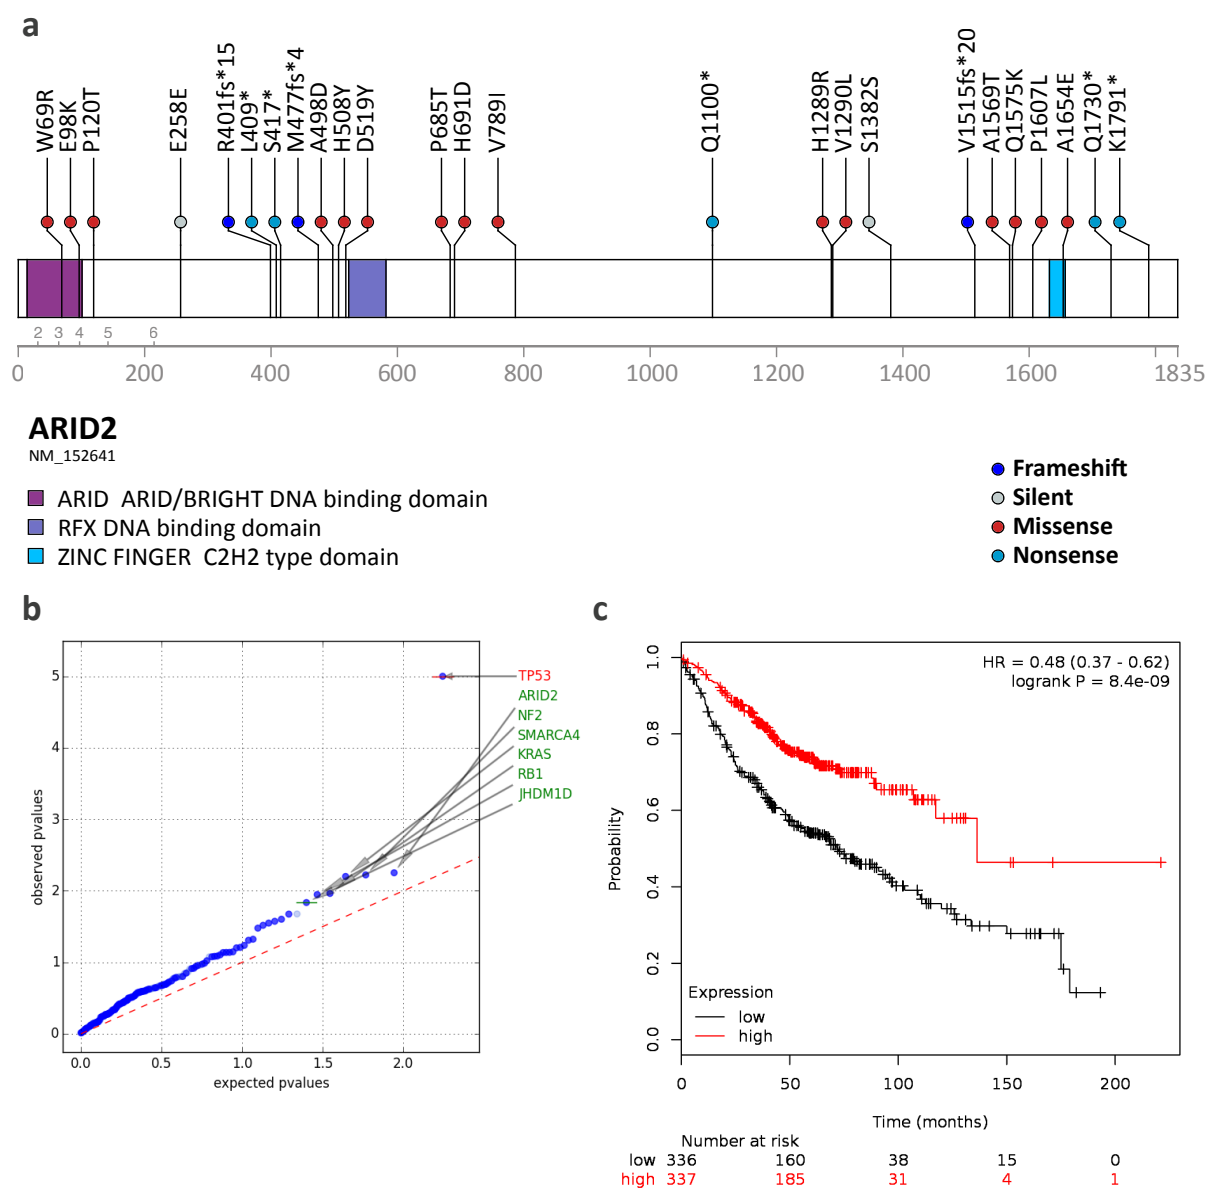 a
W69R E98K P120T E258E R401fs*15 L409* S417* M477fs*4 A498D H508Y D519Y P685T H691D V789I Q1100* H1289R V1290L S1382S V1515fs*20 A1569T Q1575K P1607L A1654E Q1730* K1791*
2 3 4 5 6
0 200 400 600 800 1000 1200 1400 1600 1835
ARID2
NM_152641
ARID ARID/BRIGHT DNA binding domain
RFX DNA binding domain
ZINC FINGER C2H2 type domain
Frameshift
Silent
Missense
Nonsense
b
observed pvalues
5
4
3
2
1
0
0.0 0.5 1.0 1.5 2.0
expected pvalues
TP53
ARID2
NF2
SMARCA4
KRAS
RB1
JHDM1D
c
HR = 0.48 (0.37 - 0.62)
logrank P = 8.4e-09
Probability
1.0
0.8
0.6
0.4
0.2
0.0
Expression
low
high
0 50 100 150 200
Time (months)
Number at risk
low 336 160 38 15 0
high 337 185 31 4 1